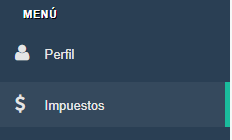 MENÚ
Perfil
$ Impuestos